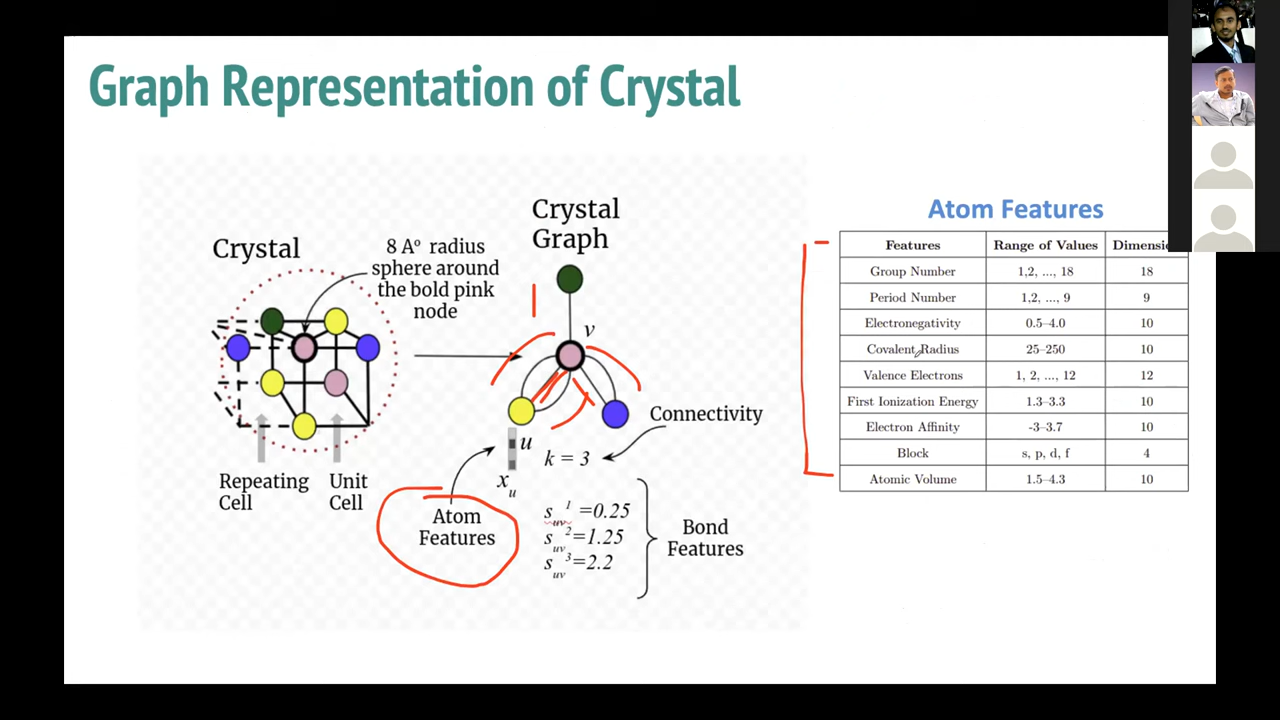 Graph Representation of Crystal
Crystal
8 Aº radius
sphere around
the bold pink
node
Crystal
Graph
v
u
x u
k = 3
Connectivity
Repeating
Cell
Unit
Cell
Atom
Features
s uv 1 =0.25
s uv 2 =1.25
s uv 3 =2.2
Bond
Features
Atom Features
Features Range of Values Dimensi
Group Number 1,2, ..., 18 18
Period Number 1,2, ..., 9 9
Electronegativity 0.5–4.0 10
Covalent Radius 25–250 10
Valence Electrons 1, 2, ..., 12 12
First Ionization Energy 1.3–3.3 10
Electron Affinity -3–3.7 10
Block s, p, d, f 4
Atomic Volume 1.5–4.3 10